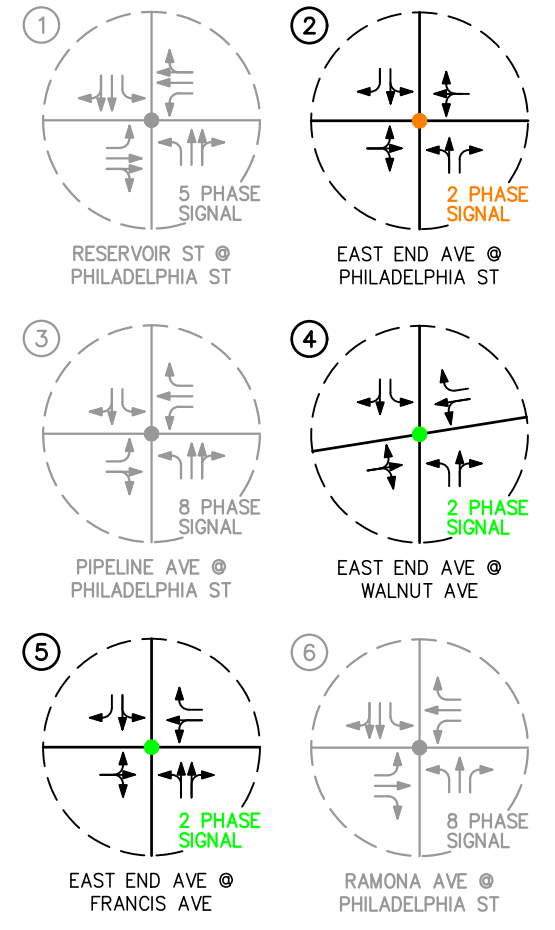 1
5 PHASE
SIGNAL
RESERVOIR ST @
PHILADELPHIA ST
2
2 PHASE
SIGNAL
EAST END AVE @
PHILADELPHIA ST
3
8 PHASE
SIGNAL
PIPELINE AVE @
PHILADELPHIA ST
4
2 PHASE
SIGNAL
EAST END AVE @
WALNUT AVE
5
2 PHASE
SIGNAL
EAST END AVE @
FRANCIS AVE
6
8 PHASE
SIGNAL
RAMONA AVE @
PHILADELPHIA ST